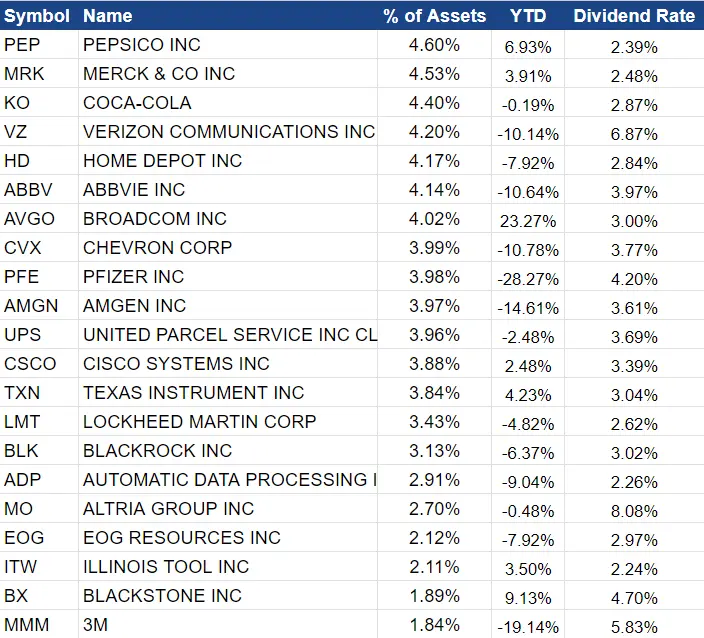 Symbol Name % of Assets YTD Dividend Rate
PEP PEPSICO INC 4.60% 6.93% 2.39%
MRK MERCK & CO INC 4.53% 3.91% 2.48%
KO COCA-COLA 4.40% -0.19% 2.87%
VZ VERIZON COMMUNICATIONS INC 4.20% -10.14% 6.87%
HD HOME DEPOT INC 4.17% -7.92% 2.84%
ABBV ABBVIE INC 4.14% -10.64% 3.97%
AVGO BROADCOM INC 4.02% 23.27% 3.00%
CVX CHEVRON CORP 3.99% -10.78% 3.77%
PFE PFIZER INC 3.98% -28.27% 4.20%
AMGN AMGEN INC 3.97% -14.61% 3.61%
UPS UNITED PARCEL SERVICE INC CL 3.96% -2.48% 3.69%
CSCO CISCO SYSTEMS INC 3.88% 2.48% 3.39%
TXN TEXAS INSTRUMENT INC 3.84% 4.23% 3.04%
LMT LOCKHEED MARTIN CORP 3.43% -4.82% 2.62%
BLK BLACKROCK INC 3.13% -6.37% 3.02%
ADP AUTOMATIC DATA PROCESSING I 2.91% -9.04% 2.26%
MO ALTRIA GROUP INC 2.70% -0.48% 8.08%
EOG EOG RESOURCES INC 2.12% -7.92% 2.97%
ITW ILLINOIS TOOL INC 2.11% 3.50% 2.24%
BX BLACKSTONE INC 1.89% 9.13% 4.70%
MMM 3M 1.84% -19.14% 5.83%